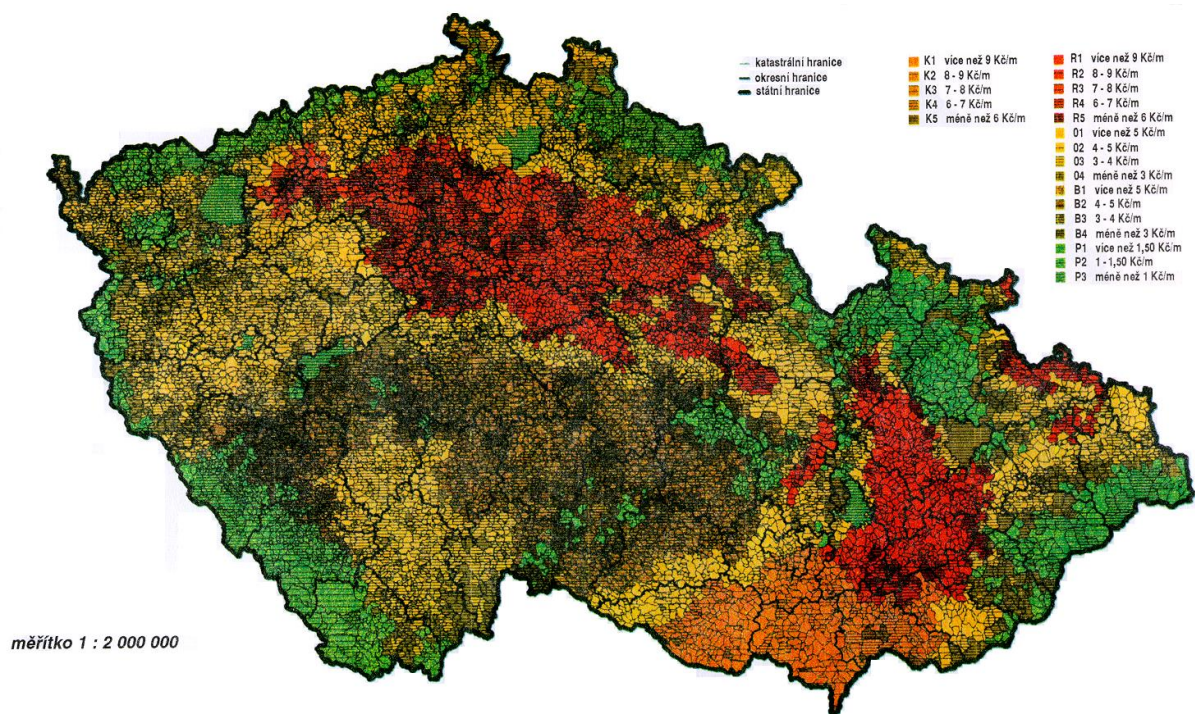 katastrální hranice
okresní hranice
státní hranice
K1 více než 9 Kč/m
K2 8 - 9 Kč/m
K3 7 - 8 Kč/m
K4 6 - 7 Kč/m
K5 méně než 6 Kč/m
R1 více než 9 Kč/m
R2 8 - 9 Kč/m
R3 7 - 8 Kč/m
R4 6 - 7 Kč/m
R5 méně než 6 Kč/m
01 více než 5 Kč/m
02 4 - 5 Kč/m
03 3 - 4 Kč/m
04 méně než 3 Kč/m
B1 více než 5 Kč/m
B2 4 - 5 Kč/m
B3 3 - 4 Kč/m
B4 méně než 3 Kč/m
P1 více než 1,50 Kč/m
P2 1 - 1,50 Kč/m
P3 méně než 1 Kč/m
měřítko 1 : 2 000 000